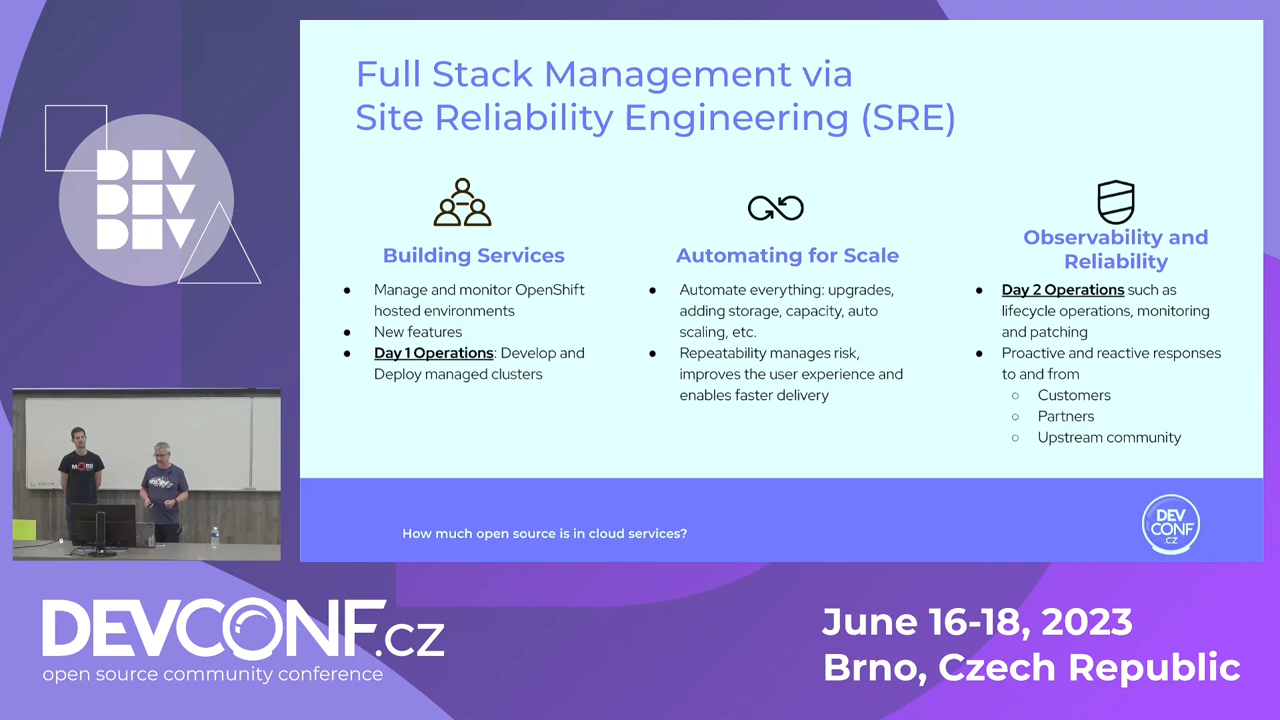 Full Stack Management via
Site Reliability Engineering (SRE)
Building Services
● Manage and monitor OpenShift
hosted environments
● New features
● Day 1 Operations: Develop and
Deploy managed clusters
Automating for Scale
● Automate everything: upgrades,
adding storage, capacity, auto
scaling, etc.
● Repeatability manages risk,
improves the user experience and
enables faster delivery
Observability and
Reliability
● Day 2 Operations such as
lifecycle operations, monitoring
and patching
● Proactive and reactive responses
to and from
○ Customers
○ Partners
○ Upstream community
How much open source is in cloud services?
DEV
CONF
.CZ
DEV
DEV
DEV
DEVCONF.CZ
open source community conference
June 16-18, 2023
Brno, Czech Republic